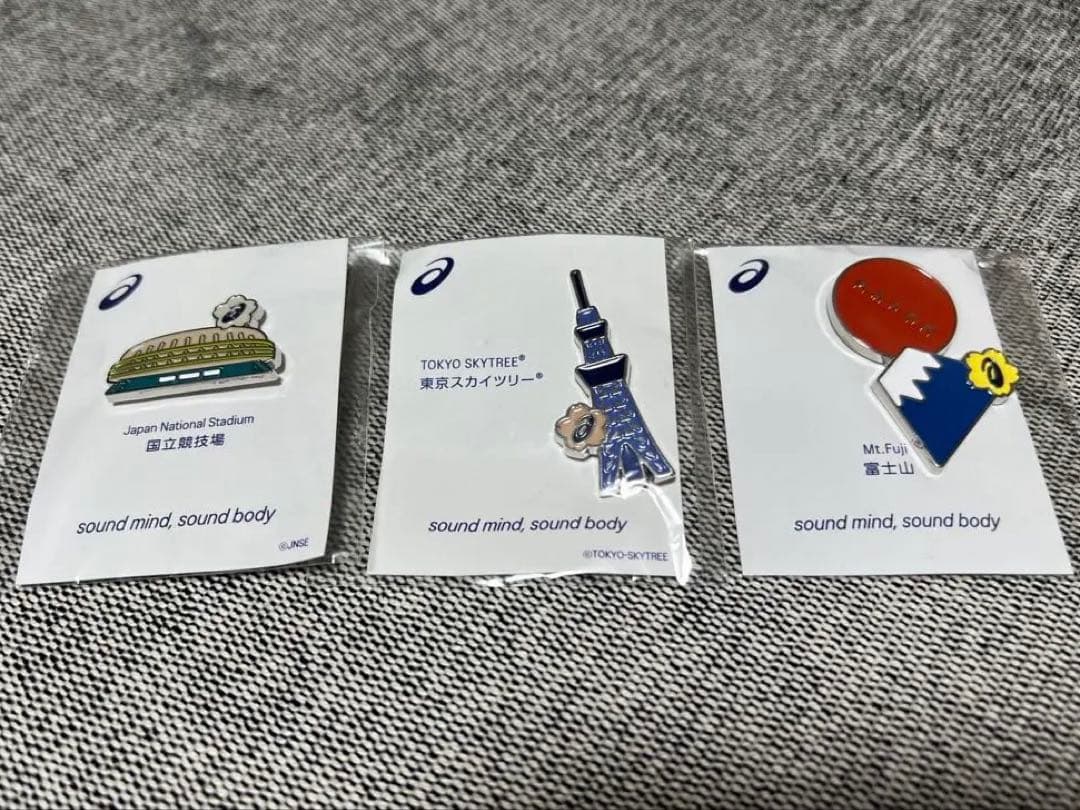 Japan National Stadium
国立競技場
sound mind, sound body
©JNSE
TOKYO SKYTREE®
東京スカイツリー®
sound mind, sound body
©TOKYO-SKYTREE
Mt.Fuji
富士山
sound mind, sound body